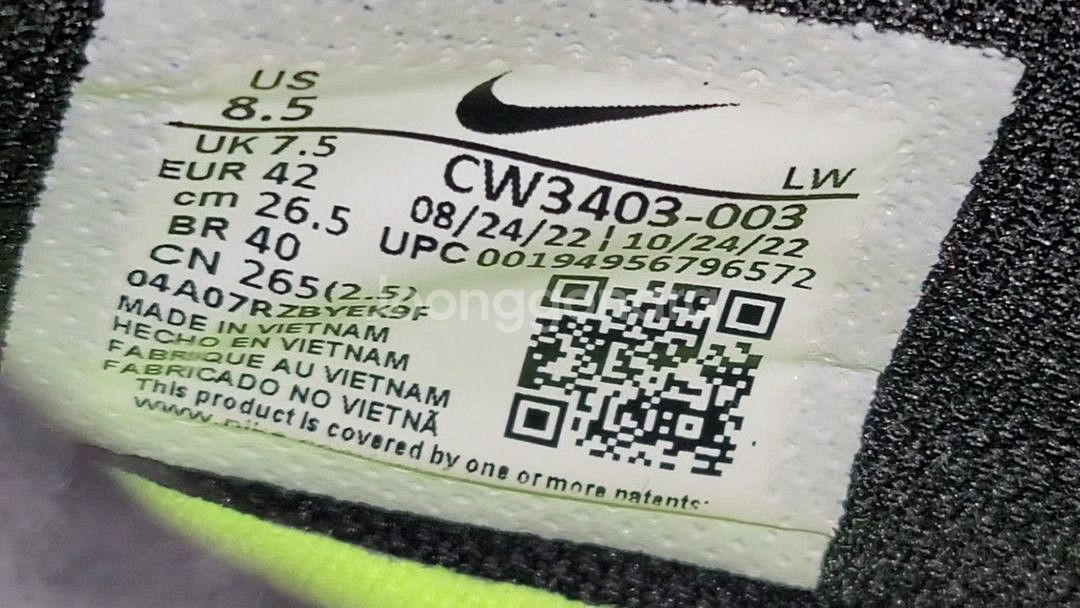 US
8.5
UK 7.5
EUR 42
cm 26.5
BR 40
CN 265(2.5)
LW
CW3403-003
08/24/22 | 10/24/22
UPC 00194956796572
04A07RZBYEK9F
MADE IN VIETNAM
HECHO EN VIETNAM
FABRIQUE AU VIETNAM
FABRICADO NO VIETNÃ
This product is covered by one or more patents: